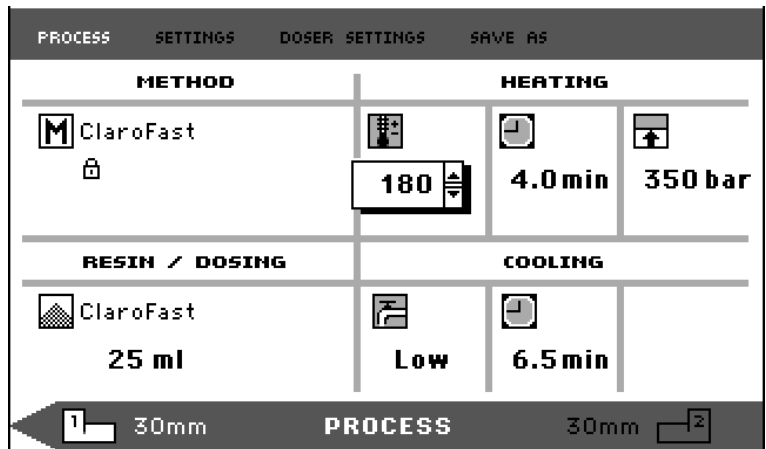 PROCESS SETTINGS DOSER SETTINGS SAVE AS
METHOD HEATING
M ClaroFast
180 4.0 min 350 bar
RESIN / DOSING COOLING
ClaroFast
25 ml Low 6.5 min
1 30mm PROCESS 30mm 2